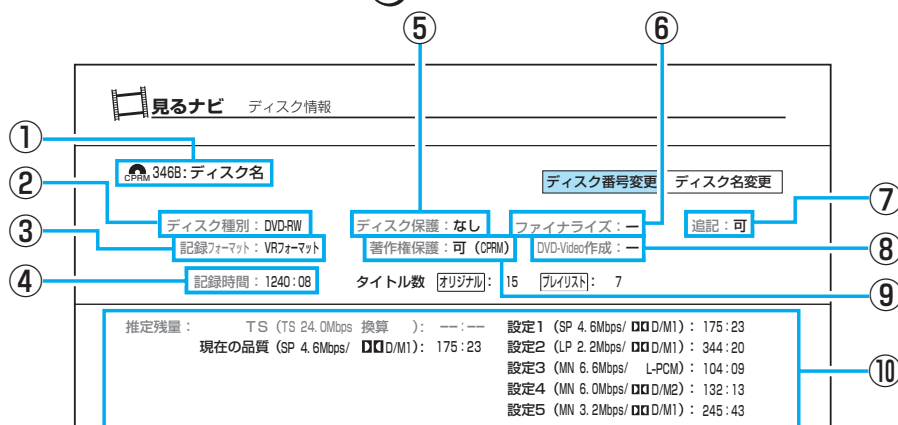 ⑤ ⑥
見るナビ ディスク情報
① CPRM 346B:ディスク名
ディスク番号変更 ディスク名変更
② ディスク種別:DVD-RW ディスク保護:なし ファイナライズ:ー 追記:可 ⑦
③ 記録フォーマット:VRフォーマット 著作権保護:可(CPRM) DVD-Video作成:ー ⑧
④ 記録時間:1240:08 タイトル数 オリジナル: 15 プレイリスト: 7 ⑨
推定残量: TS(TS 24.0Mbps 換算 ): --:-- 設定1(SP 4.6Mbps/ D/M1):175:23
現在の品質(SP 4.6Mbps/ D/M1): 175:23 設定2(LP 2.2Mbps/ D/M1):344:20
設定3(MN 6.6Mbps/ L-PCM):104:09 ⑩
設定4(MN 6.0Mbps/ D/M2):132:13
設定5(MN 3.2Mbps/ D/M1):245:43